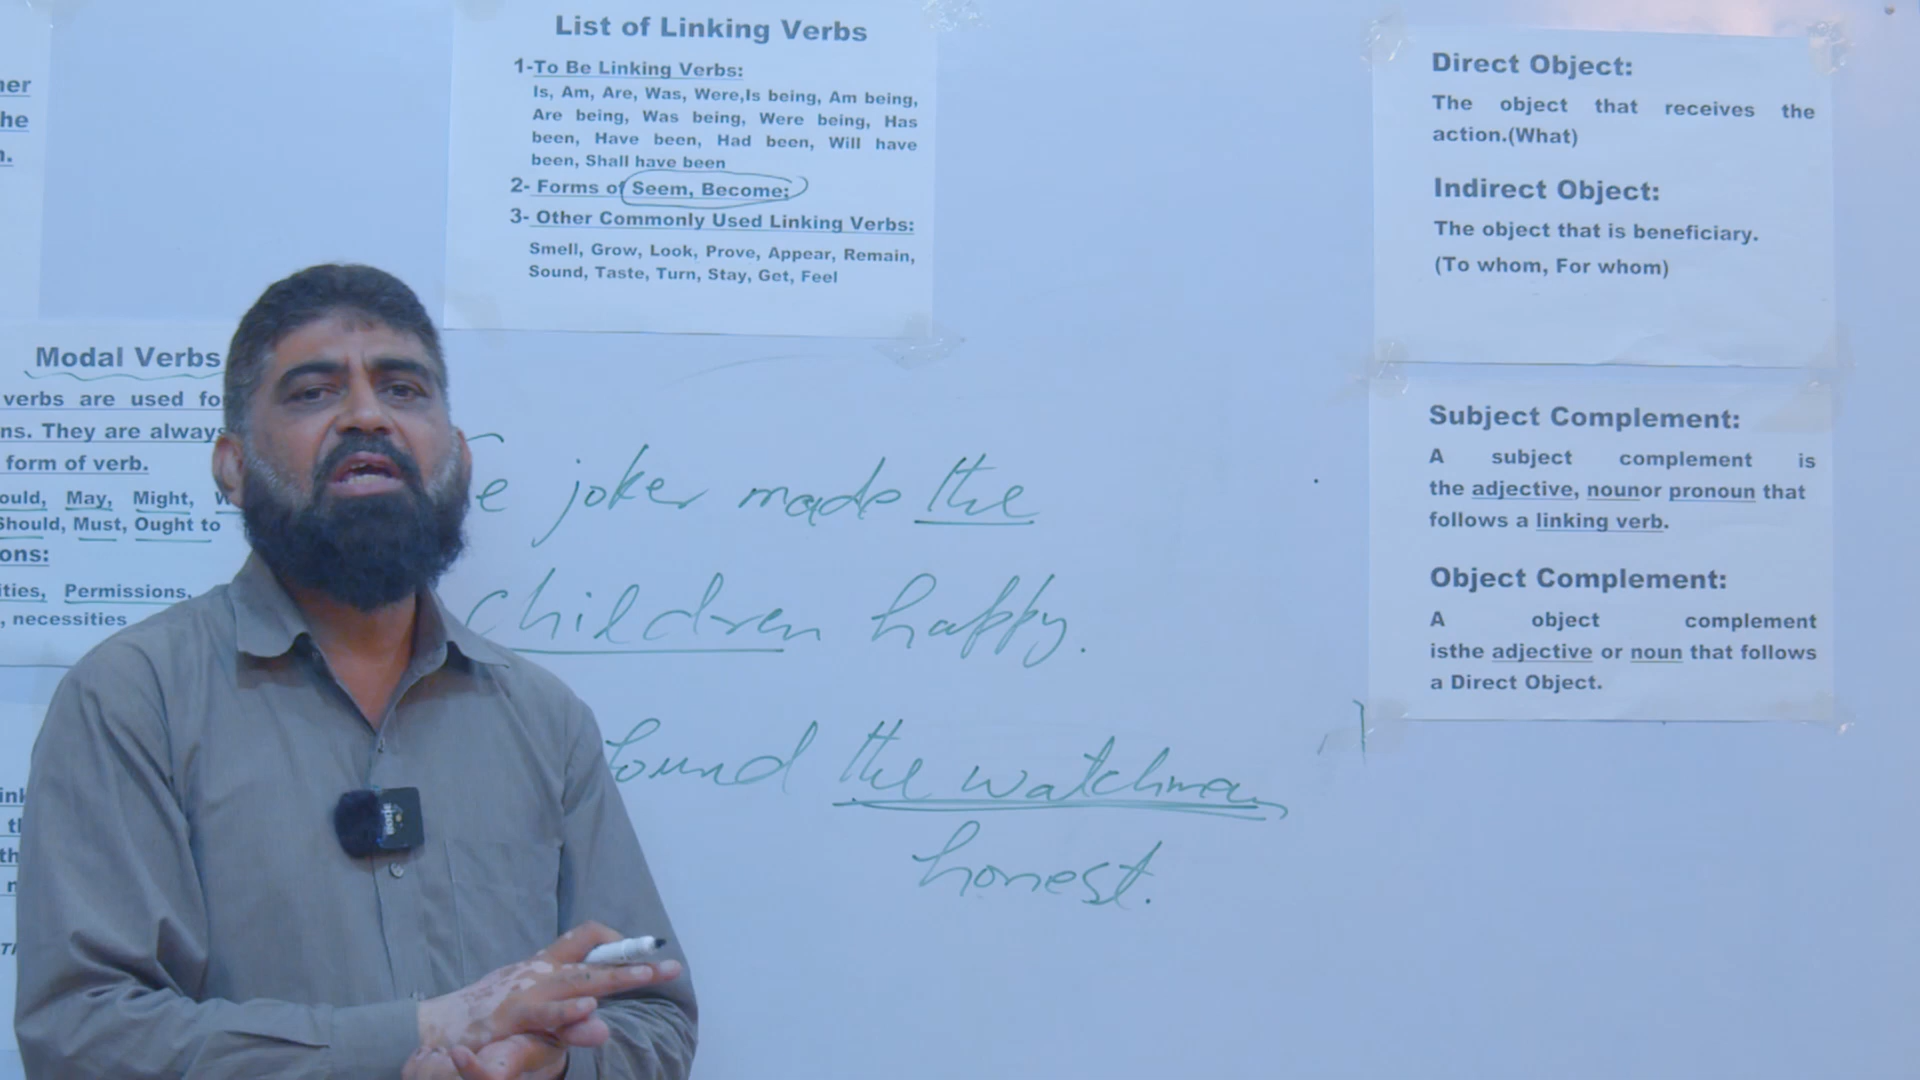 List of Linking Verbs
1-To Be Linking Verbs:
Is, Am, Are, Was, Were,Is being, Am being,
Are being, Was being, Were being, Has
been, Have been, Had been, Will have
been, Shall have been
2- Forms of Seem, Become;
3- Other Commonly Used Linking Verbs:
Smell, Grow, Look, Prove, Appear, Remain,
Sound, Taste, Turn, Stay, Get, Feel
Direct Object:
The object that receives the
action.(What)
Indirect Object:
The object that is beneficiary.
(To whom, For whom)
Subject Complement:
A subject complement is
the adjective, nounor pronoun that
follows a linking verb.
Object Complement:
A object complement
isthe adjective or noun that follows
a Direct Object.
Modal Verbs
verbs are used
They are always
form of verb.
May, Might,
Should, Must, Ought to
Permissions,
, necessities
joker made the
children happy.
found the watchman
honest.